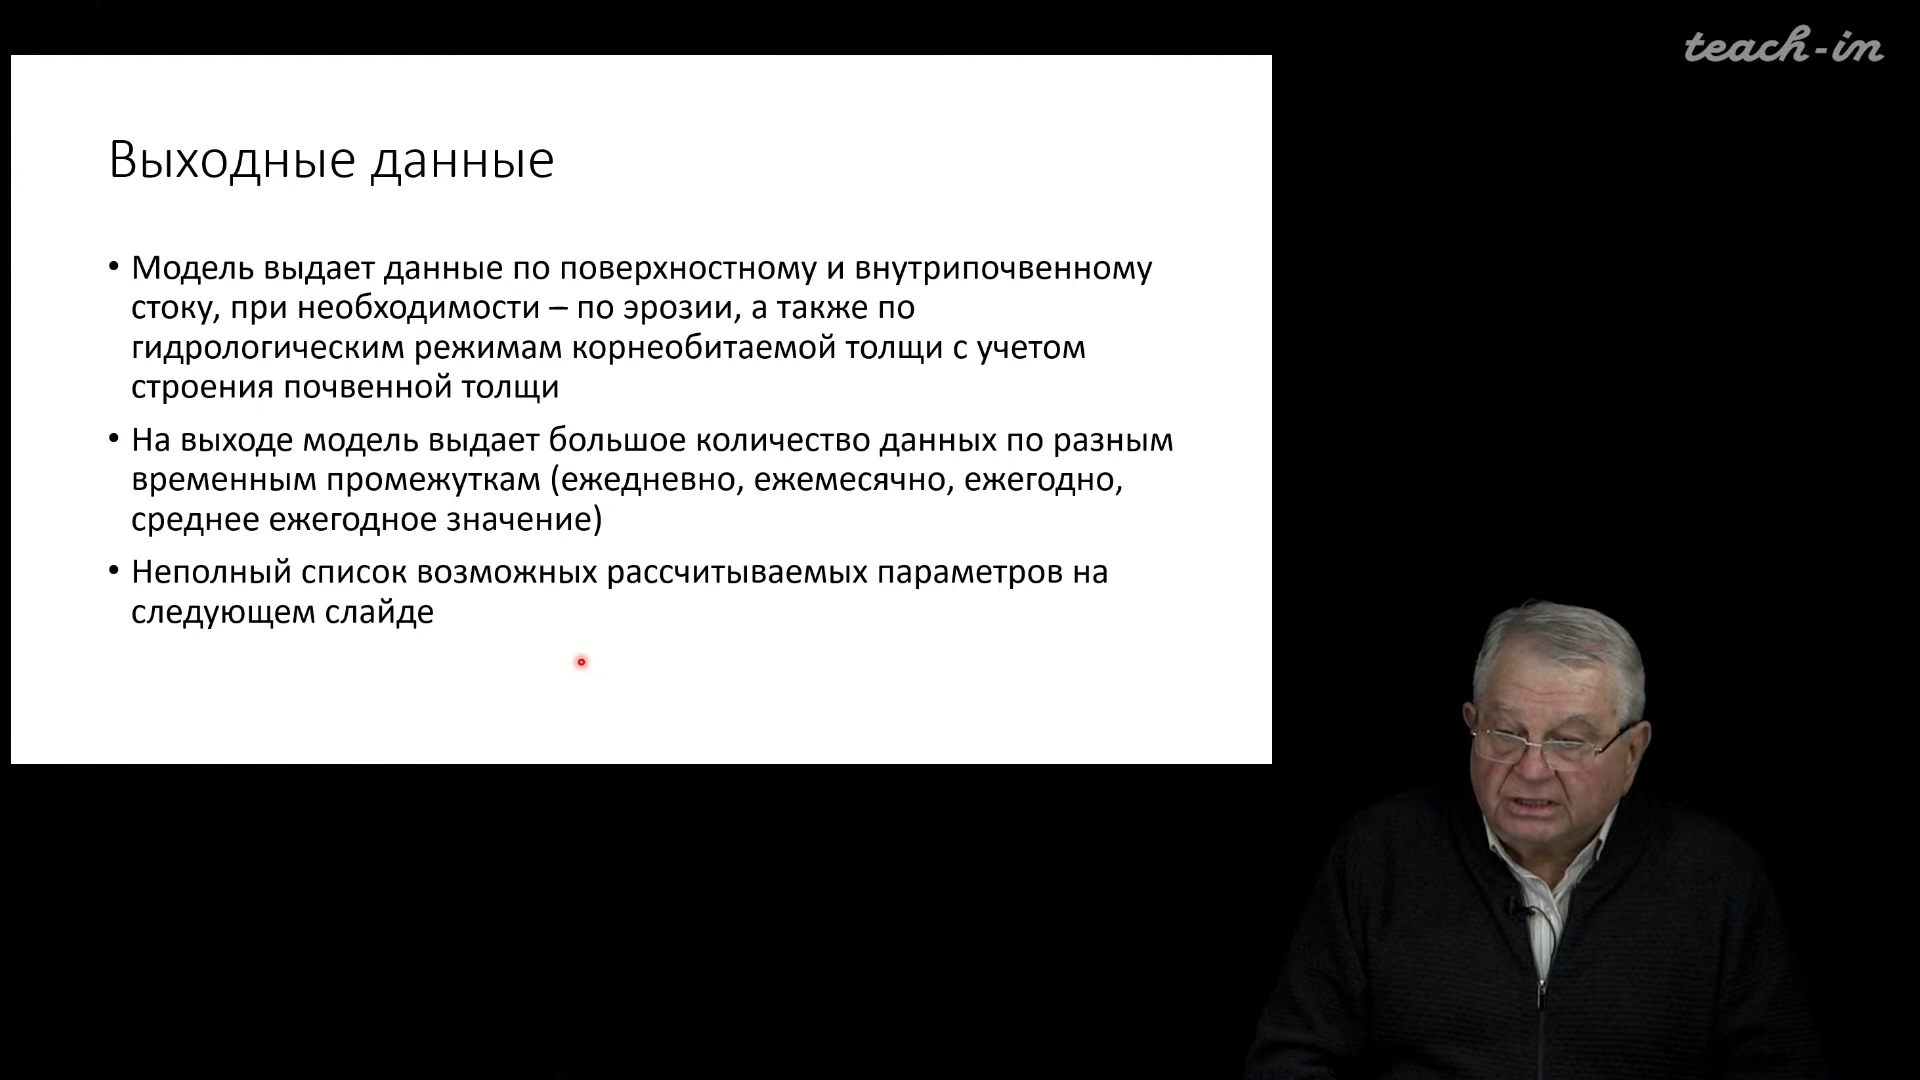 teach-in
Выходные данные
• Модель выдает данные по поверхностному и внутрипочвенному
стоку, при необходимости – по эрозии, а также по
гидрологическим режимам корнеобитаемой толщи с учетом
строения почвенной толщи
• На выходе модель выдает большое количество данных по разным
временным промежуткам (ежедневно, ежемесячно, ежегодно,
среднее ежегодное значение)
• Неполный список возможных рассчитываемых параметров на
следующем слайде